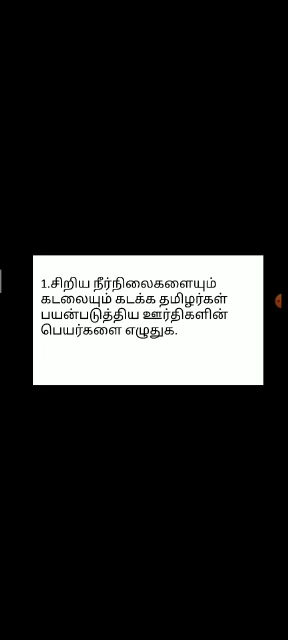 1.சிறிய நீர்நிலைகளையும்
கடலையும் கடக்க தமிழர்கள்
பயன்படுத்திய ஊர்திகளின்
பெயர்களை எழுதுக.